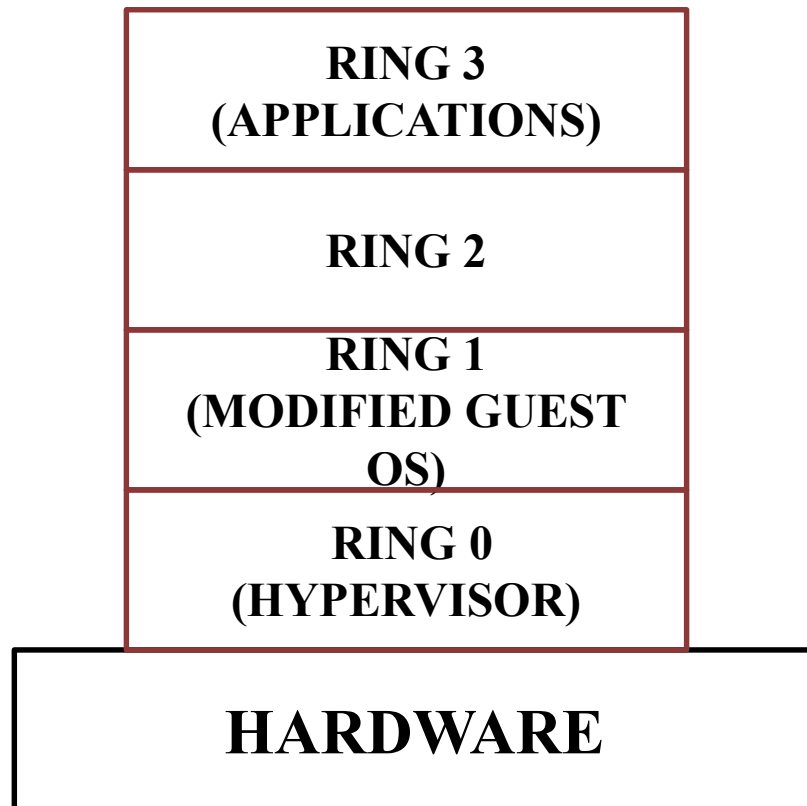 RING 3
(APPLICATIONS)
RING 2
RING 1
(MODIFIED GUEST
OS)
RING 0
(HYPERVISOR)
HARDWARE